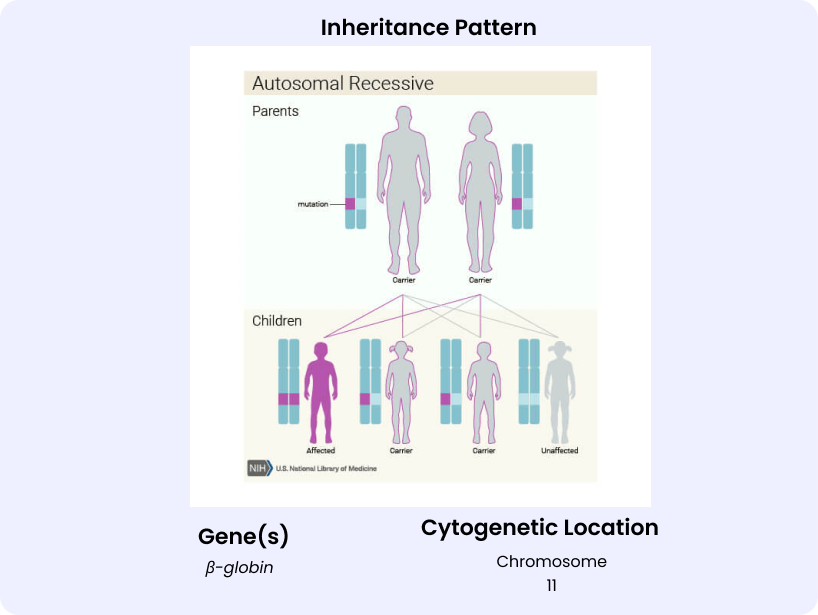 Inheritance Pattern
Autosomal Recessive
Parents
mutation
Carrier Carrier
Children
Affected Carrier Carrier Unaffected
NIH U.S. National Library of Medicine
Gene(s)
β-globin
Cytogenetic Location
Chromosome
11